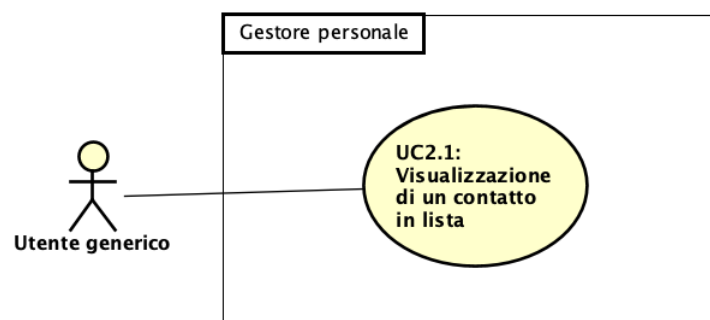 Gestore personale
UC2.1:
Visualizzazione
di un contatto
in lista
Utente generico